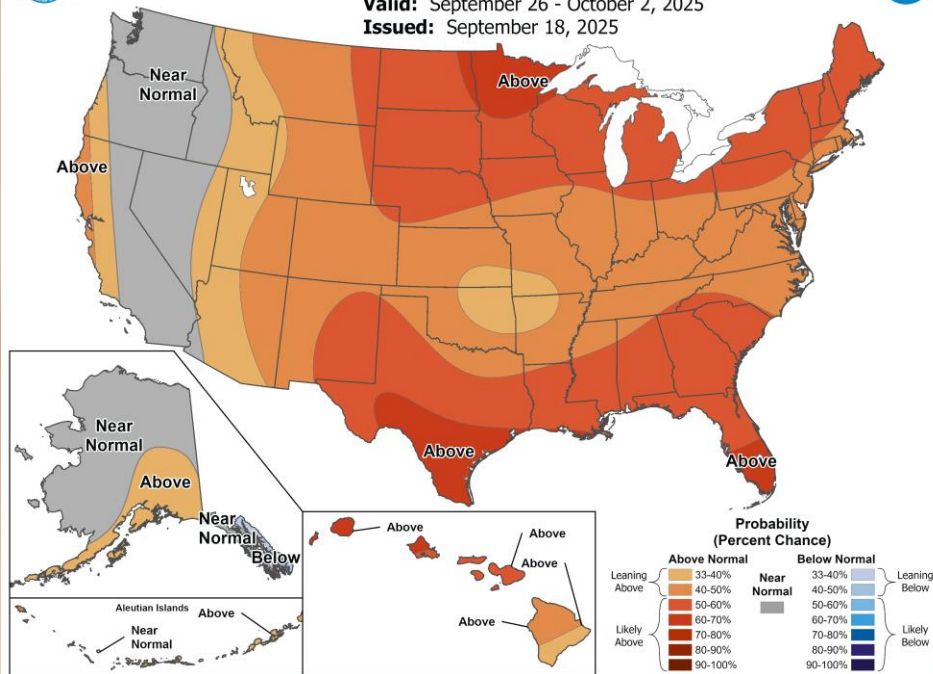 Valid: September 26 - October 2, 2025
Issued: September 18, 2025
Near
Normal
Above
Above
Above
Above
Near
Normal
Above
Near
Normal
Below
Aleutian Islands
Above
Near
Normal
Above
Above
Above
Above
Probability
(Percent Chance)
Above Normal
Below Normal
Leaning
Above
33-40%
40-50%
Likely
Above
50-60%
60-70%
70-80%
80-90%
90-100%
Near
Normal
33-40%
40-50%
Leaning
Below
50-60%
60-70%
70-80%
80-90%
90-100%
Likely
Below